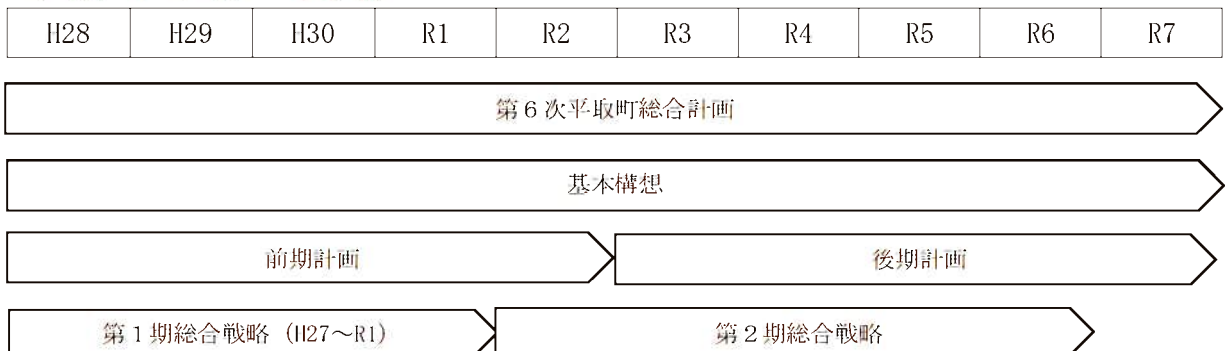 H28 H29 H30 R1 R2 R3 R4 R5 R6 R7
第6次平取町総合計画
基本構想
前期計画 後期計画
第1期総合戦略（H27～R1） 第2期総合戦略